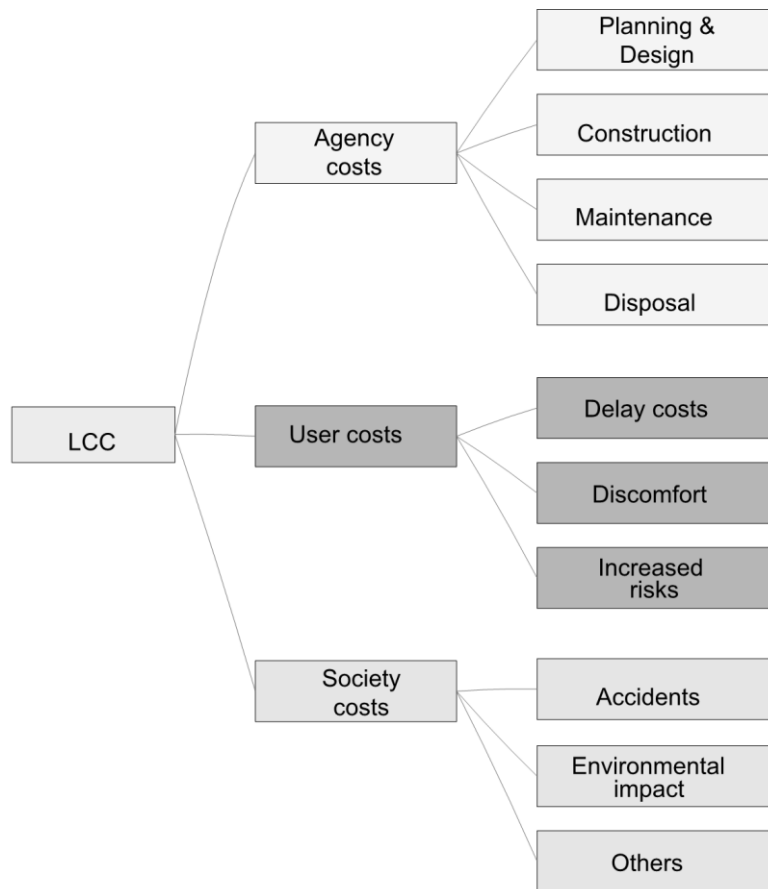 Planning &
Design
Agency
costs
Construction
Maintenance
Disposal
LCC
User costs
Delay costs
Discomfort
Increased
risks
Society
costs
Accidents
Environmental
impact
Others